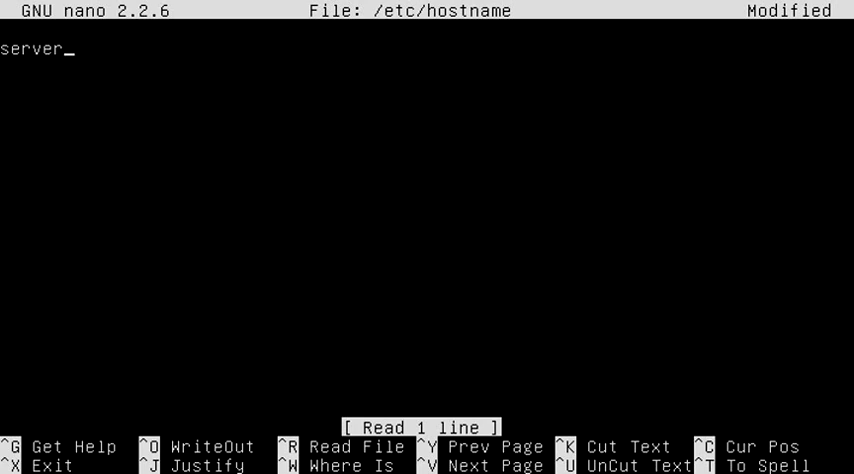 GNU nano 2.2.6 File: /etc/hostname Modified
server_
[ Read 1 line ]
^G Get Help ^O WriteOut ^R Read File ^Y Prev Page ^K Cut Text ^C Cur Pos
^X Exit ^J Justify ^W Where Is ^V Next Page ^U UnCut Text ^T To Spell